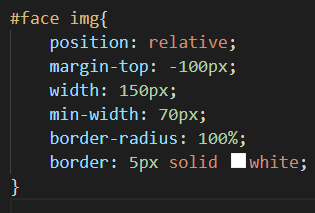 #face img{
    position: relative;
    margin-top: -100px;
    width: 150px;
    min-width: 70px;
    border-radius: 100%;
    border: 5px solid white;
}